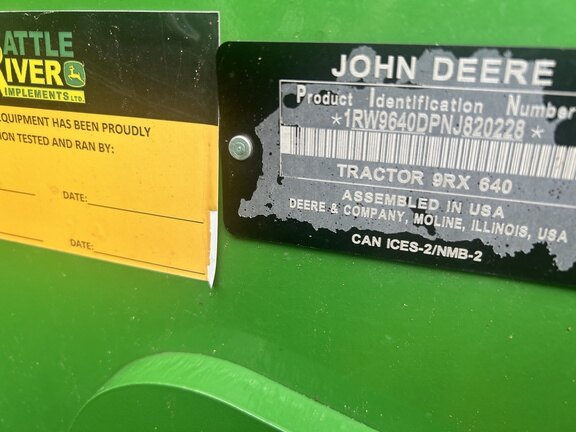 ATTLE
RIVER
IMPLEMENTS LTD.
EQUIPMENT HAS BEEN PROUDLY
ION TESTED AND RAN BY:
DATE:
DATE:
JOHN DEERE
Product Identification Number
*1RW9640DPNJ820228*
TRACTOR 9RX 640
ASSEMBLED IN USA
DEERE & COMPANY, MOLINE, ILLINOIS, USA
CAN ICES-2/NMB-2